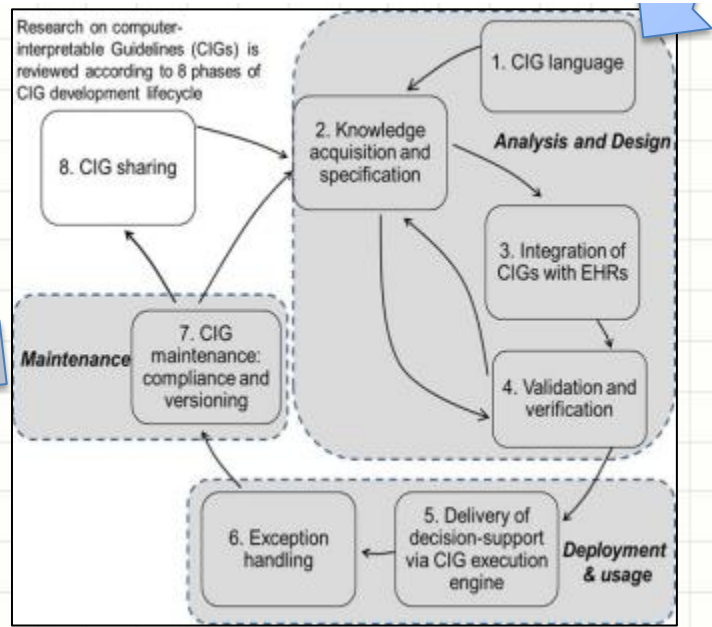 Research on computer-
interpretable Guidelines (CIGs) is
reviewed according to 8 phases of
CIG development lifecycle
1. CIG language
2. Knowledge
acquisition and
specification
Analysis and Design
8. CIG sharing
3. Integration of
CIGs with EHRs
7. CIG
maintenance:
compliance and
versioning
Maintenance
4. Validation and
verification
6. Exception
handling
5. Delivery of
decision-support
via CIG execution
engine
Deployment
& usage